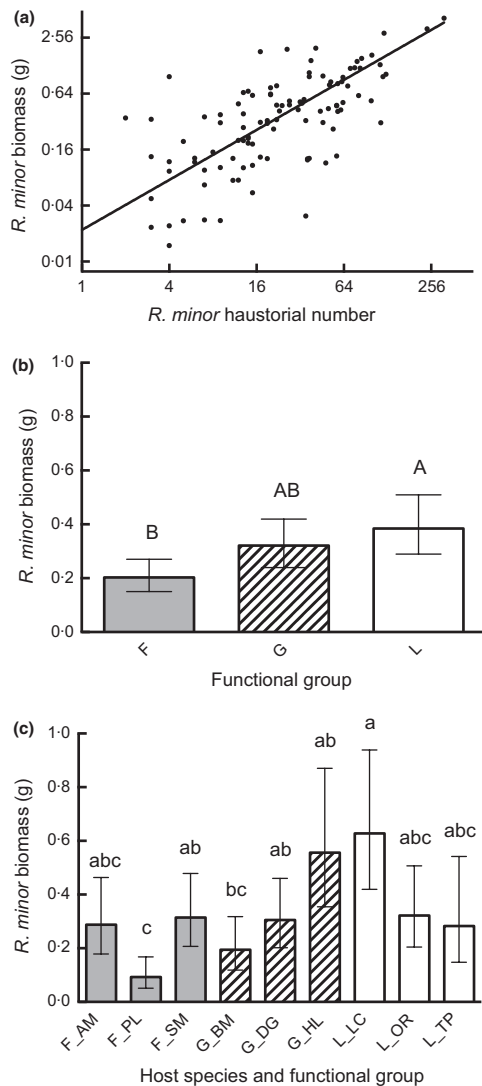 (a)
R. minor biomass (g)
2·56
0·64
0·16
0·04
0·01
1 4 16 64 256
R. minor haustorial number
(b)
R. minor biomass (g)
1·0
0·8
0·6
0·4
0·2
0·0
B AB A
F G L
Functional group
(c)
R. minor biomass (g)
1·0
0·8
0·6
0·4
0·2
0·0
abc c ab bc ab ab a abc abc
F_AM F_PL F_SM G_BM G_DG G_HL L_LC L_OR L_TP
Host species and functional group